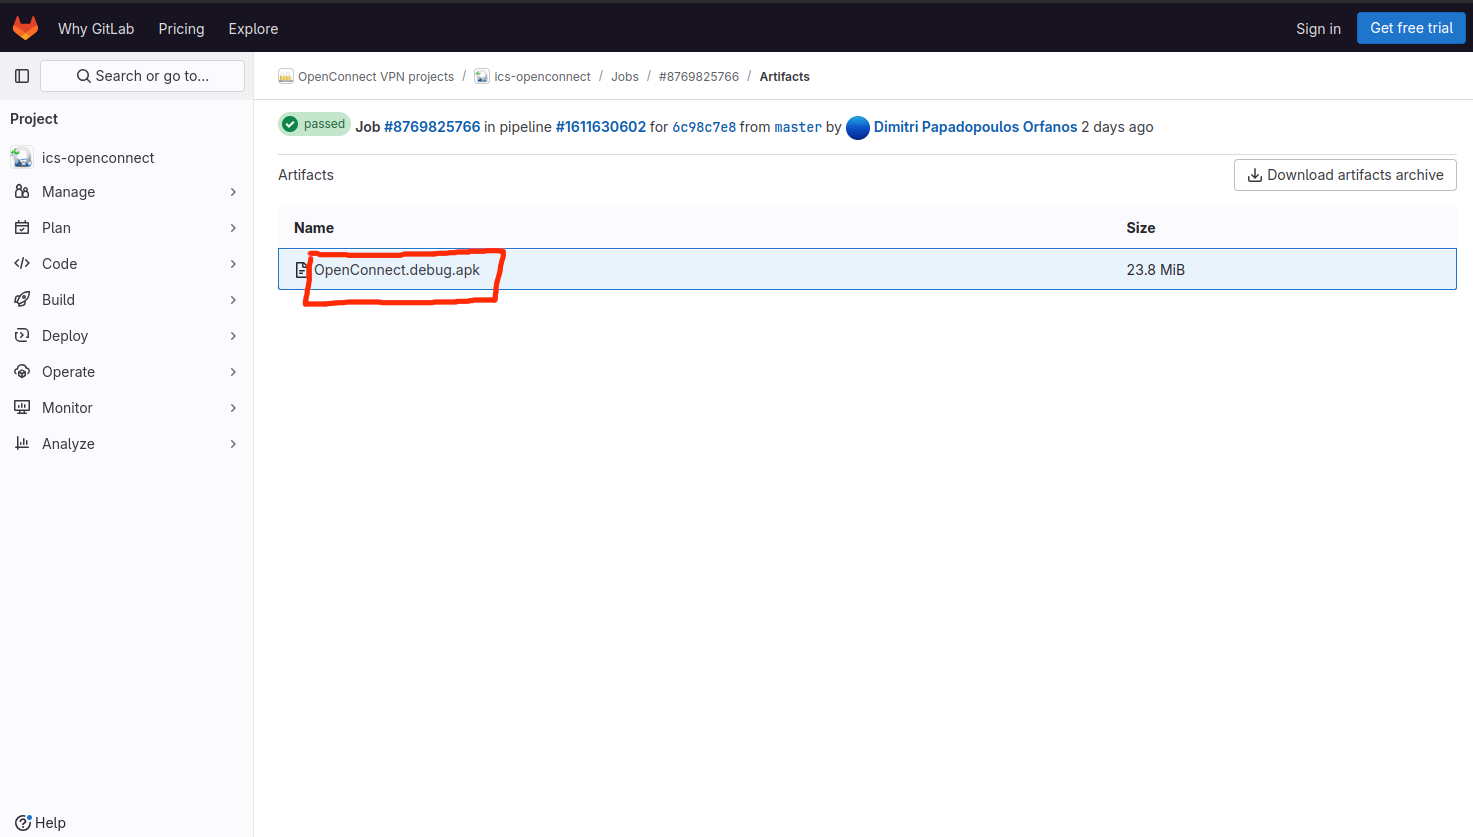 Why GitLab Pricing Explore Sign in Get free trial
Search or go to... OpenConnect VPN projects / ics-openconnect / Jobs / #8769825766 / Artifacts
Project
passed Job #8769825766 in pipeline #1611630602 for 6c98c7e8 from master by Dimitri Papadopoulos Orfanos 2 days ago
ics-openconnect
Artifacts Download artifacts archive
Manage
Plan
Code
Build
Deploy
Operate
Monitor
Analyze
Name Size
OpenConnect.debug.apk 23.8 MiB
Help